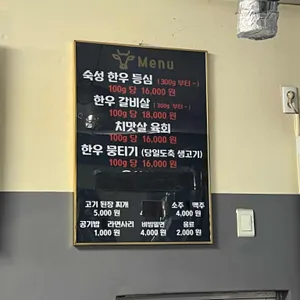 Menu
숙성 한우 등심 (300g 부터~)
100g 당 16,000 원
한우 갈비살 (300g 부터~)
100g 당 18,000 원
치맛살 육회
100g 당 16,000 원
한우 뭉티기 (당일도축 생고기)
100g 당 16,000 원
고기 된장 찌개 소주 맥주
5,000 원 4,000 원
공기밥 라면사리 비빔밀면 음료
1,000 원 4,000 원 2,000 원